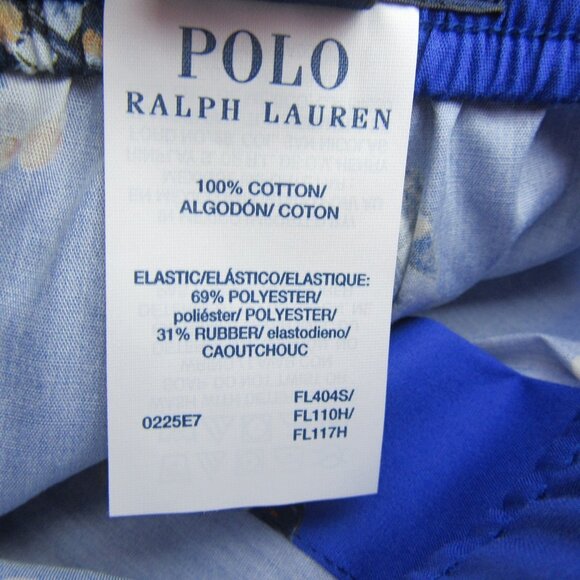 POLO
RALPH LAUREN
100% COTTON/
ALGODÓN/ COTON
ELASTIC/ELÁSTICO/ELASTIQUE:
69% POLYESTER/
poliéster/ POLYESTER/
31% RUBBER/ elastodieno/
CAOUTCHOUC
0225E7
FL404S/
FL110H/
FL117H